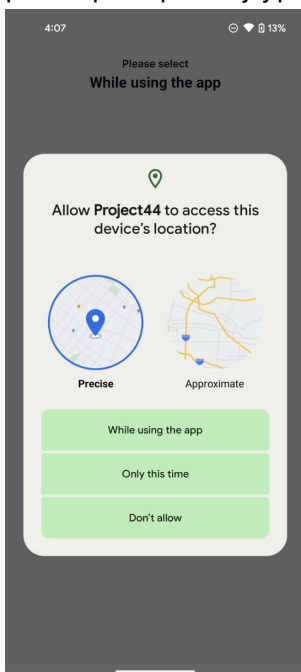 4:07
13%
Please select
While using the app
Allow Project44 to access this
device's location?
Precise
Approximate
While using the app
Only this time
Don't allow